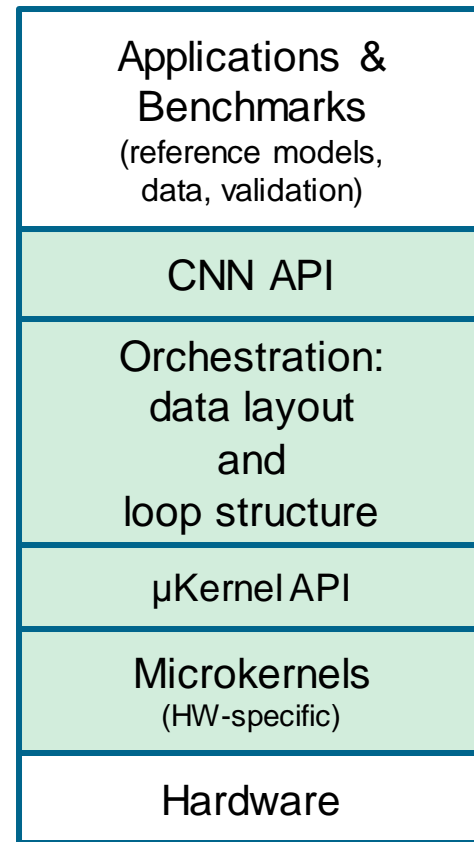 Applications &
Benchmarks
(reference models,
data, validation)
CNN API
Orchestration:
data layout
and
loop structure
µKernel API
Microkernels
(HW-specific)
Hardware